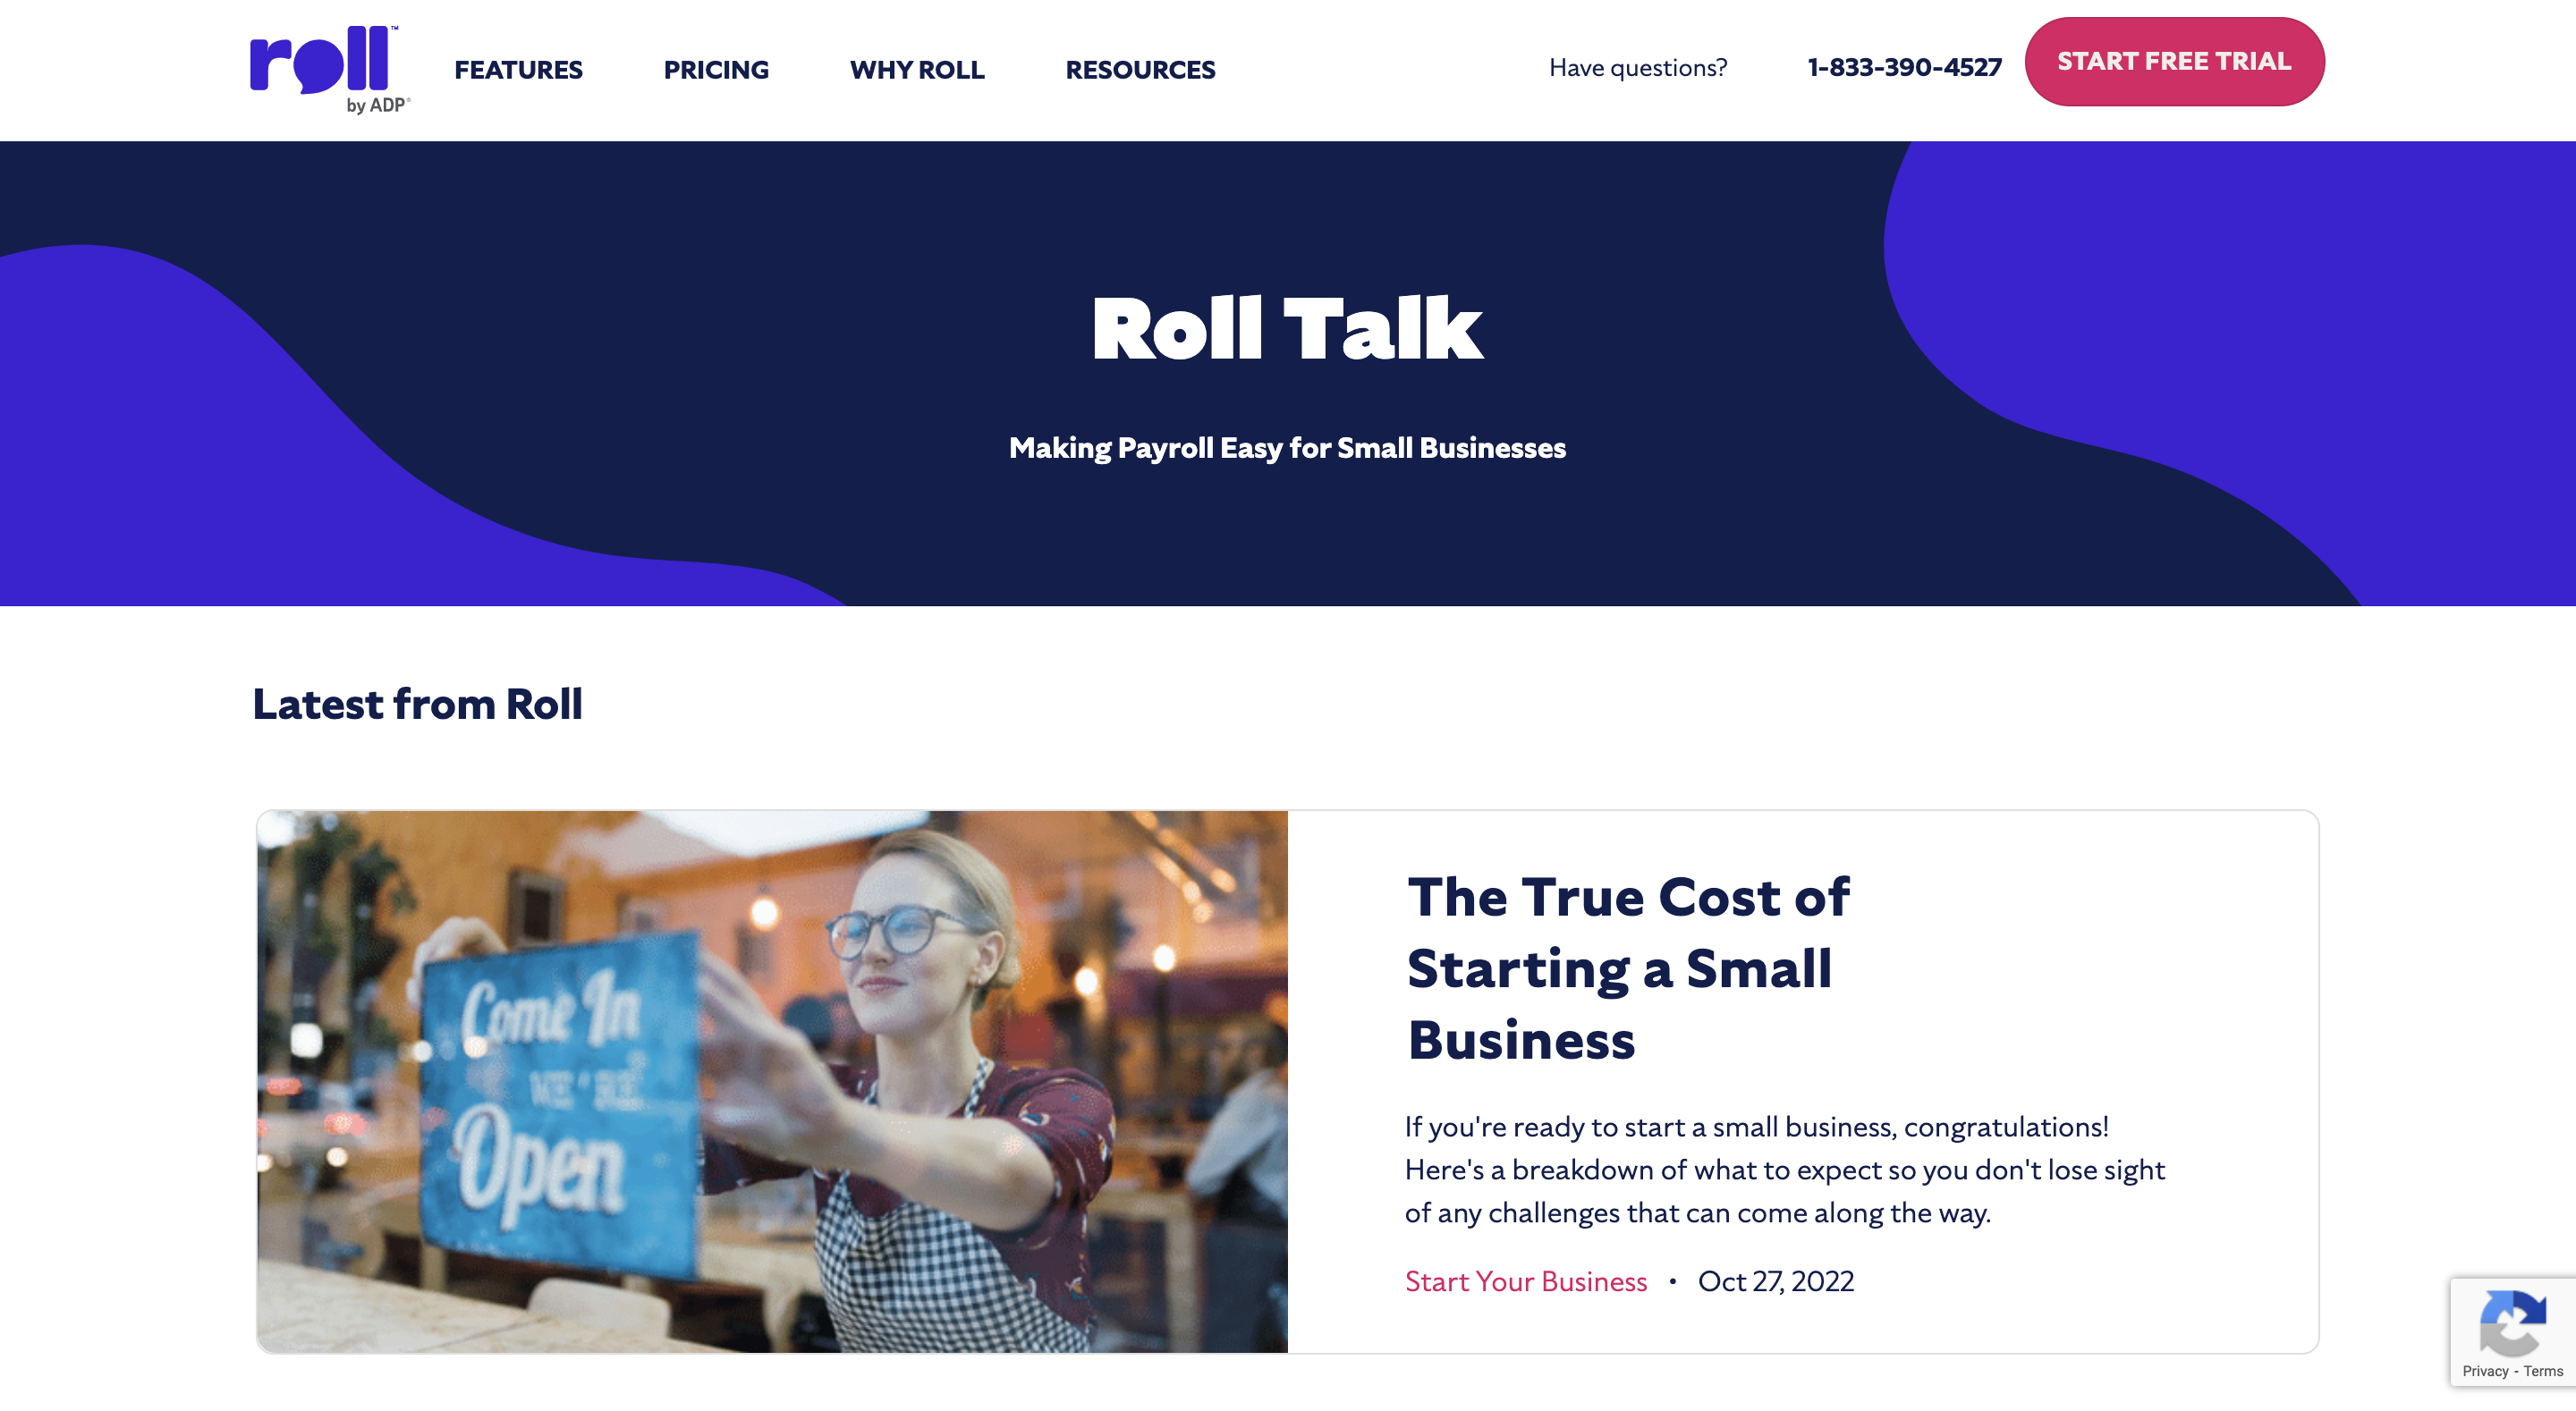 roll™
by ADP®
FEATURES
PRICING
WHY ROLL
RESOURCES
Have questions?
1-833-390-4527
START FREE TRIAL
Roll Talk
Making Payroll Easy for Small Businesses
Latest from Roll
Come In
WE'RE
Open
The True Cost of
Starting a Small
Business
If you're ready to start a small business, congratulations!
Here's a breakdown of what to expect so you don't lose sight
of any challenges that can come along the way.
Start Your Business • Oct 27, 2022
Privacy - Terms